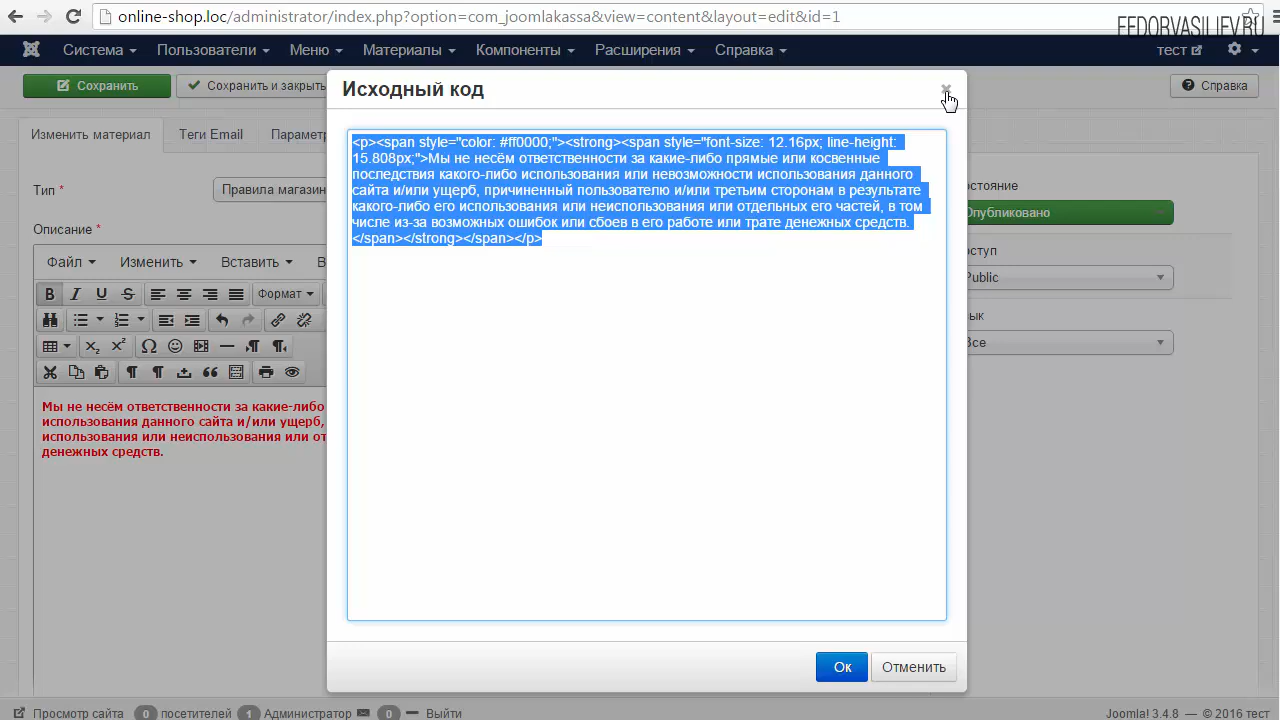 online-shop.loc/administrator/index.php?option=com_joomlakassa&view=content&layout=edit&id=1
FEDORVASILIEV.RU
Система Пользователи Меню Материалы Компоненты Расширения Справка тест
Сохранить Сохранить и закрыть Справка
Изменить материал Теги Email Парамет
Тип * Правила магазин
Описание *
Файл Изменить Вставить В
B I U S Формат
Мы не несём ответственности за какие-либо
использования данного сайта и/или ущерб,
использования или неиспользования или от
денежных средств.
Исходный код
×
<p><span style="color: #ff0000;"><strong><span style="font-size: 12.16px; line-height:
15.808px;">Мы не несём ответственности за какие-либо прямые или косвенные
последствия какого-либо использования или невозможности использования данного
сайта и/или ущерб, причиненный пользователю и/или третьим сторонам в результате
какого-либо его использования или неиспользования или отдельных его частей, в том
числе из-за возможных ошибок или сбоев в его работе или трате денежных средств.
</span></strong></span></p>
Ок Отменить
остояние
Опубликовано
оступ
Public
зык
Все
Просмотр сайта 0 посетителей 1 Администратор 0 Выйти
Joomla! 3.4.8 — © 2016 тест